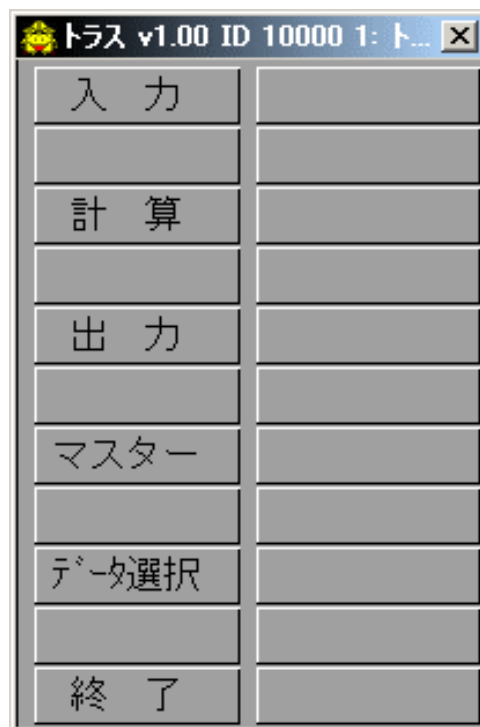 トラス v1.00 ID 10000 1: ト...
入 力
計 算
出 力
マスター
ﾃﾞｰﾀ選択
終 了